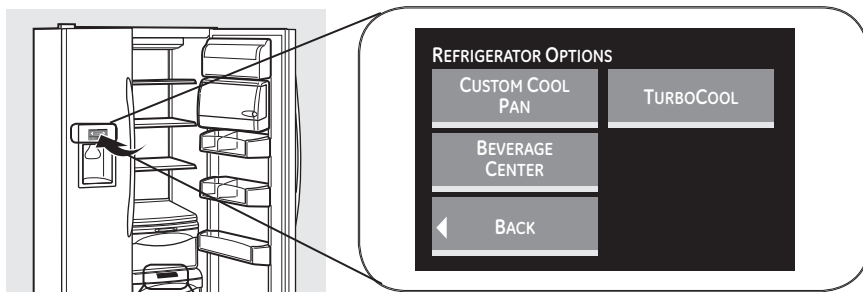 REFRIGERATOR OPTIONS
CUSTOM COOL
PAN
TURBOCOOL
BEVERAGE
CENTER
BACK